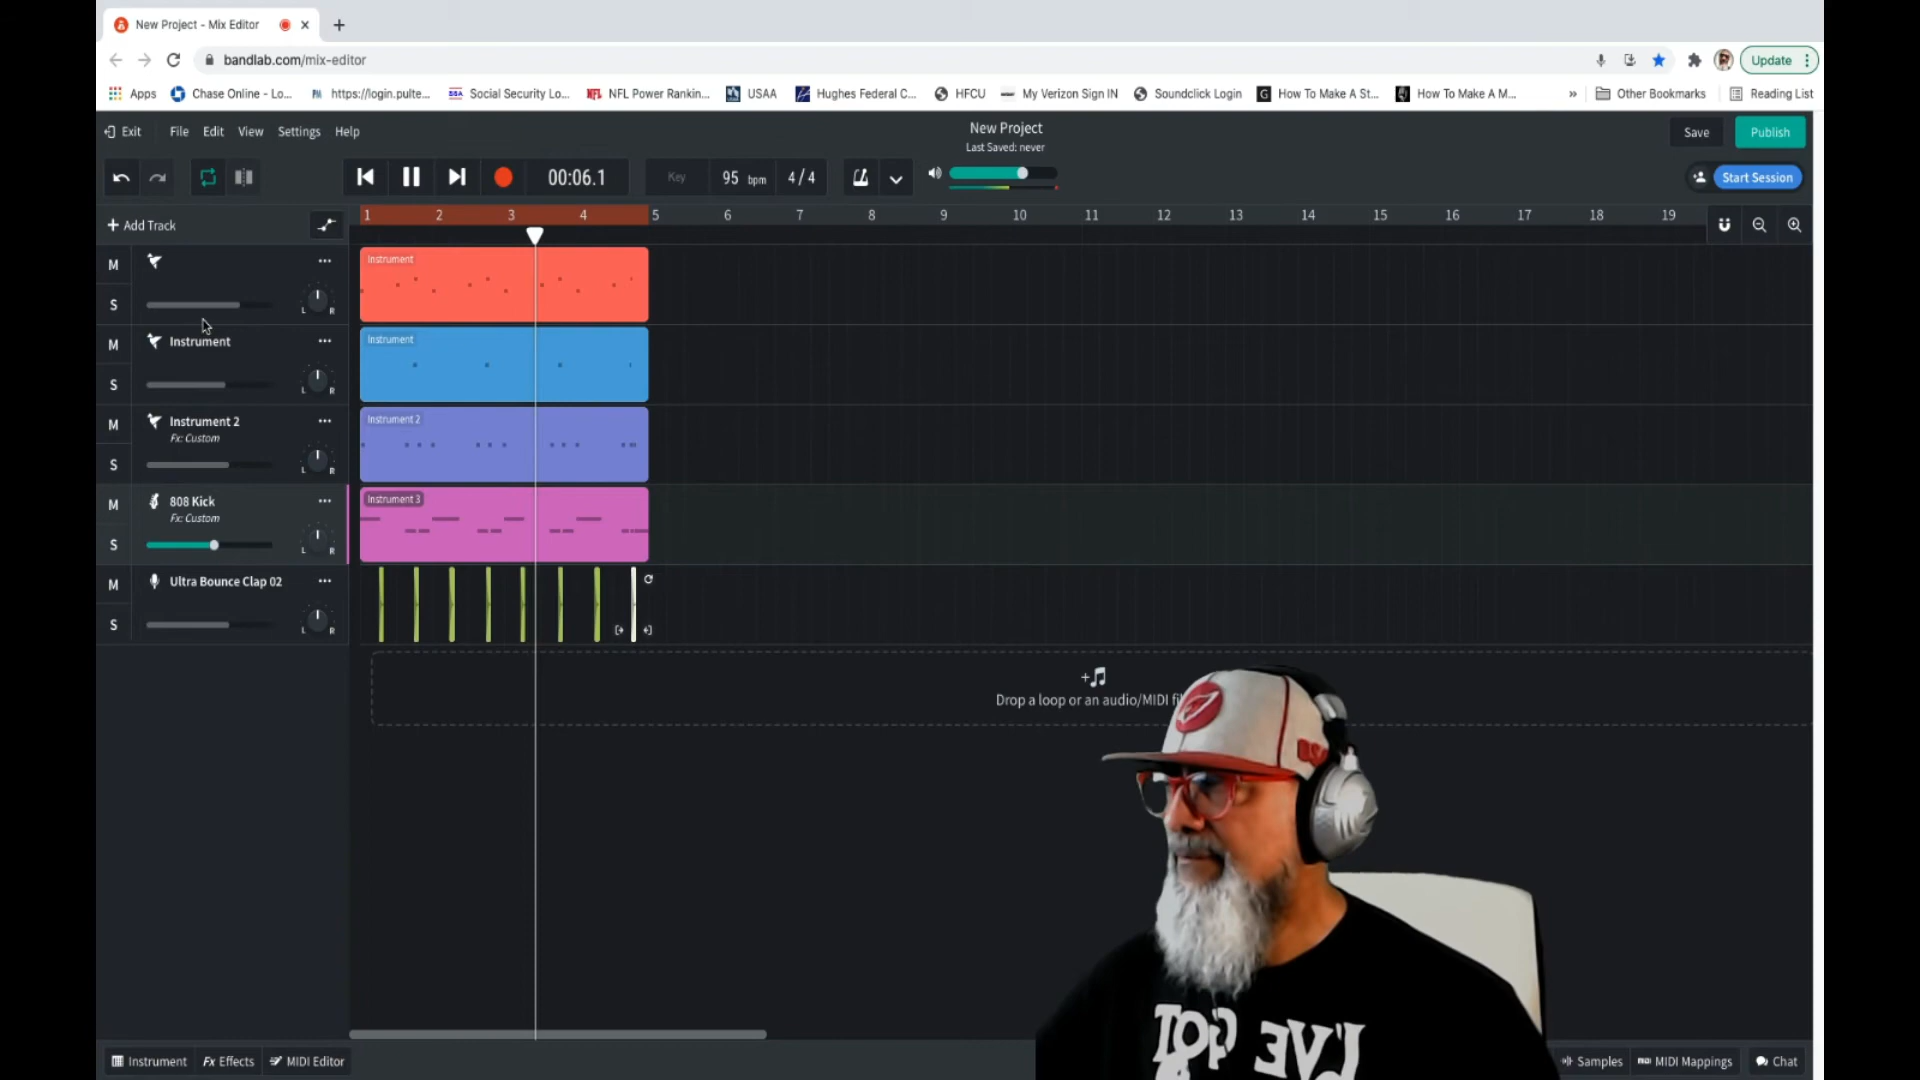 New Project - Mix Editor
bandlab.com/mix-editor
Update
Apps
Chase Online - Lo...
https://login.pulte...
Social Security Lo...
NFL Power Rankin...
USAA
Hughes Federal C...
HFCU
My Verizon Sign IN
Soundclick Login
How To Make A St...
How To Make A M...
»
Other Bookmarks
Reading List
Exit
File
Edit
View
Settings
Help
New Project
Last Saved: never
Save
Publish
00:06.1
Key
95 bpm
4/4
Start Session
+ Add Track
1 2 3 4 5 6 7 8 9 10 11 12 13 14 15 16 17 18 19
M
S
L R
Instrument
M
Instrument
S
L R
Instrument
M
Instrument 2
Fx: Custom
S
L R
Instrument 2
M
808 Kick
Fx: Custom
S
L R
Instrument 3
M
Ultra Bounce Clap 02
S
L R
Drop a loop or an audio/MIDI fi
I'VE GOT
Instrument
Fx Effects
MIDI Editor
Samples
MIDI Mappings
Chat